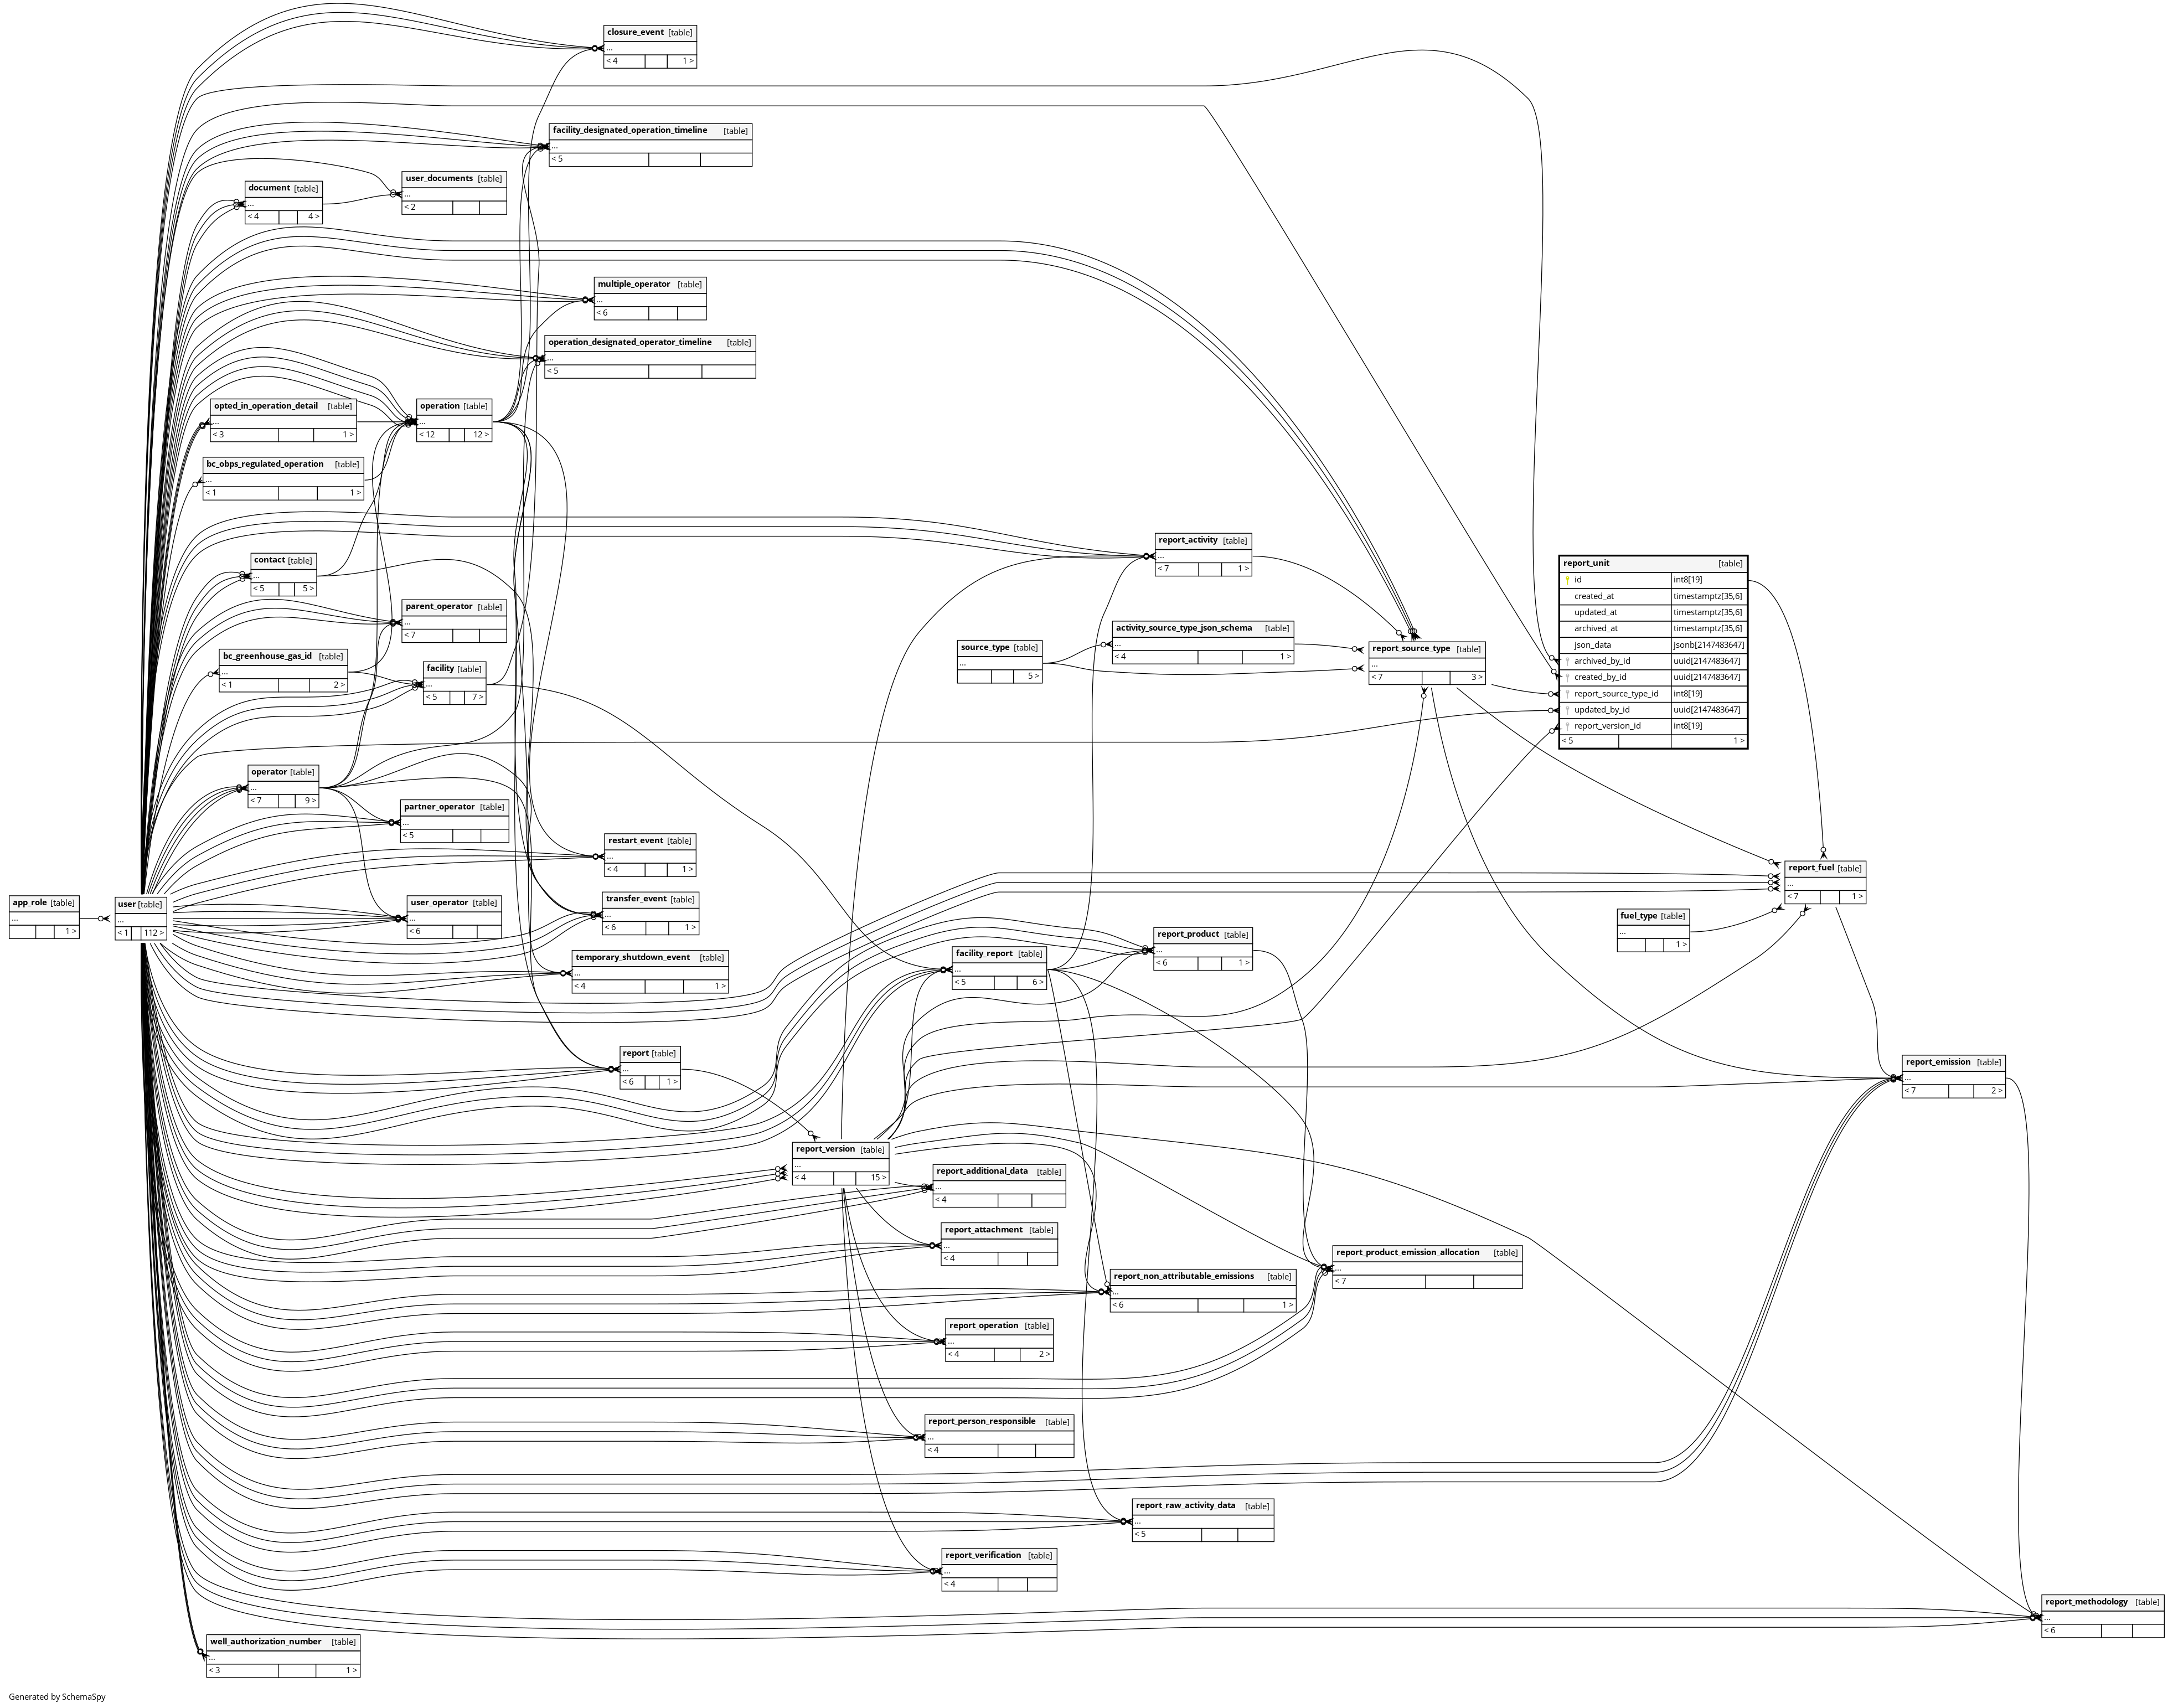 closure_event [table]
...
< 4 1 >
facility_designated_operation_timeline [table]
...
< 5
user_documents [table]
...
< 2
document [table]
...
< 4 4 >
multiple_operator [table]
...
< 6
operation_designated_operator_timeline [table]
...
< 5
opted_in_operation_detail [table]
...
< 3 1 >
operation [table]
...
< 12 12 >
bc_obps_regulated_operation [table]
...
< 1 1 >
report_activity [table]
...
< 7 1 >
contact [table]
...
< 5 5 >
report_unit [table]
id int8[19]
created_at timestamptz[35,6]
updated_at timestamptz[35,6]
archived_at timestamptz[35,6]
json_data jsonb[2147483647]
archived_by_id uuid[2147483647]
created_by_id uuid[2147483647]
report_source_type_id int8[19]
updated_by_id uuid[2147483647]
report_version_id int8[19]
< 5 1 >
parent_operator [table]
...
< 7
activity_source_type_json_schema [table]
...
< 4 1 >
source_type [table]
...
5 >
report_source_type [table]
...
< 7 3 >
bc_greenhouse_gas_id [table]
...
< 1 2 >
facility [table]
...
< 5 7 >
operator [table]
...
< 7 9 >
partner_operator [table]
...
< 5
restart_event [table]
...
< 4 1 >
report_fuel [table]
...
< 7 1 >
app_role [table]
...
1 >
user [table]
...
< 1 112 >
user_operator [table]
...
< 6
transfer_event [table]
...
< 6 1 >
fuel_type [table]
...
1 >
report_product [table]
...
< 6 1 >
facility_report [table]
...
< 5 6 >
temporary_shutdown_event [table]
...
< 4 1 >
report [table]
...
< 6 1 >
report_emission [table]
...
< 7 2 >
report_version [table]
...
< 4 15 >
report_additional_data [table]
...
< 4
report_attachment [table]
...
< 4
report_product_emission_allocation [table]
...
< 7
report_non_attributable_emissions [table]
...
< 6 1 >
report_operation [table]
...
< 4 2 >
report_person_responsible [table]
...
< 4
report_raw_activity_data [table]
...
< 5
report_verification [table]
...
< 4
report_methodology [table]
...
< 6
well_authorization_number [table]
...
< 3 1 >
Generated by SchemaSpy